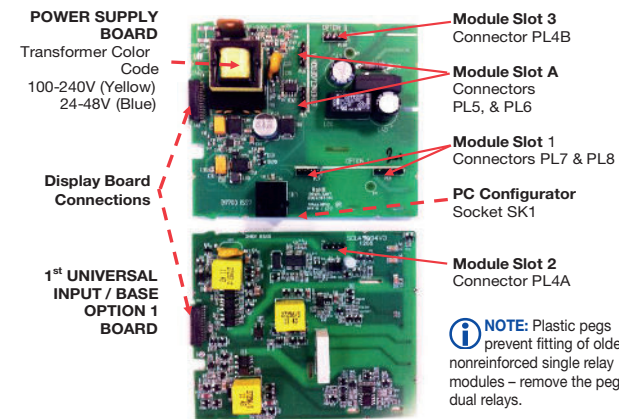 POWER SUPPLY
BOARD
Transformer Color
Code
100-240V (Yellow)
24-48V (Blue)
Display Board
Connections
1st UNIVERSAL
INPUT / BASE
OPTION 1
BOARD
Module Slot 3
Connector PL4B
Module Slot A
Connectors
PL5, & PL6
Module Slot 1
Connectors PL7 & PL8
PC Configurator
Socket SK1
Module Slot 2
Connector PL4A
NOTE: Plastic pegs
prevent fitting of olde
nonreinforced single relay
modules – remove the peg
dual relays.